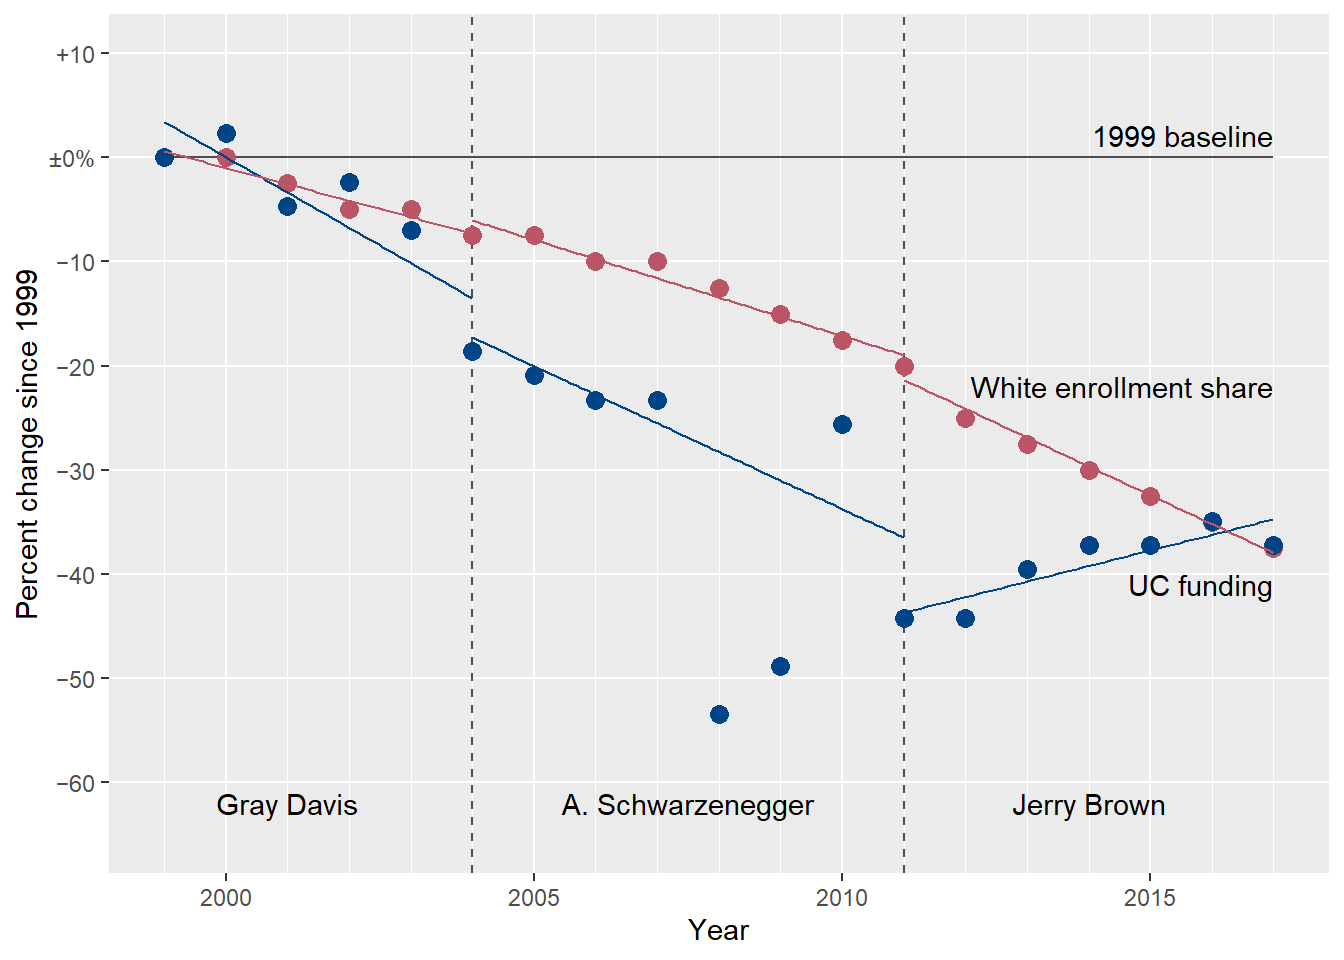 +10
±0%
−10
−20
−30
−40
−50
−60
Percent change since 1999
1999 baseline
White enrollment share
UC funding
Gray Davis
A. Schwarzenegger
Jerry Brown
2000
2005
2010
2015
Year